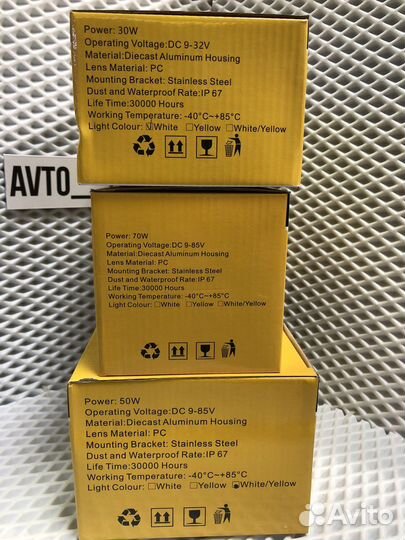 Power: 30W
Operating Voltage:DC 9-32V
Material:Diecast Aluminum Housing
Lens Material: PC
Mounting Bracket: Stainless Steel
Dust and Waterproof Rate:IP 67
Life Time:30000 Hours
Working Temperature: -40°C~+85°C
Light Colour: ☑White ☐Yellow ☐White/Yellow
AVTO_
Power: 70W
Operating Voltage:DC 9-85V
Material:Diecast Aluminum Housing
Lens Material: PC
Mounting Bracket: Stainless Steel
Dust and Waterproof Rate:IP 67
Life Time:30000 Hours
Working Temperature: -40°C~+85°C
Light Colour: ☐White ☐Yellow ☐White/Yellow
Power: 50W
Operating Voltage:DC 9-85V
Material:Diecast Aluminum Housing
Lens Material: PC
Mounting Bracket: Stainless Steel
Dust and Waterproof Rate:IP 67
Life Time:30000 Hours
Working Temperature: -40°C~+85°C
Light Colour:☐White ☐Yellow ☑White/Yellow
Avito